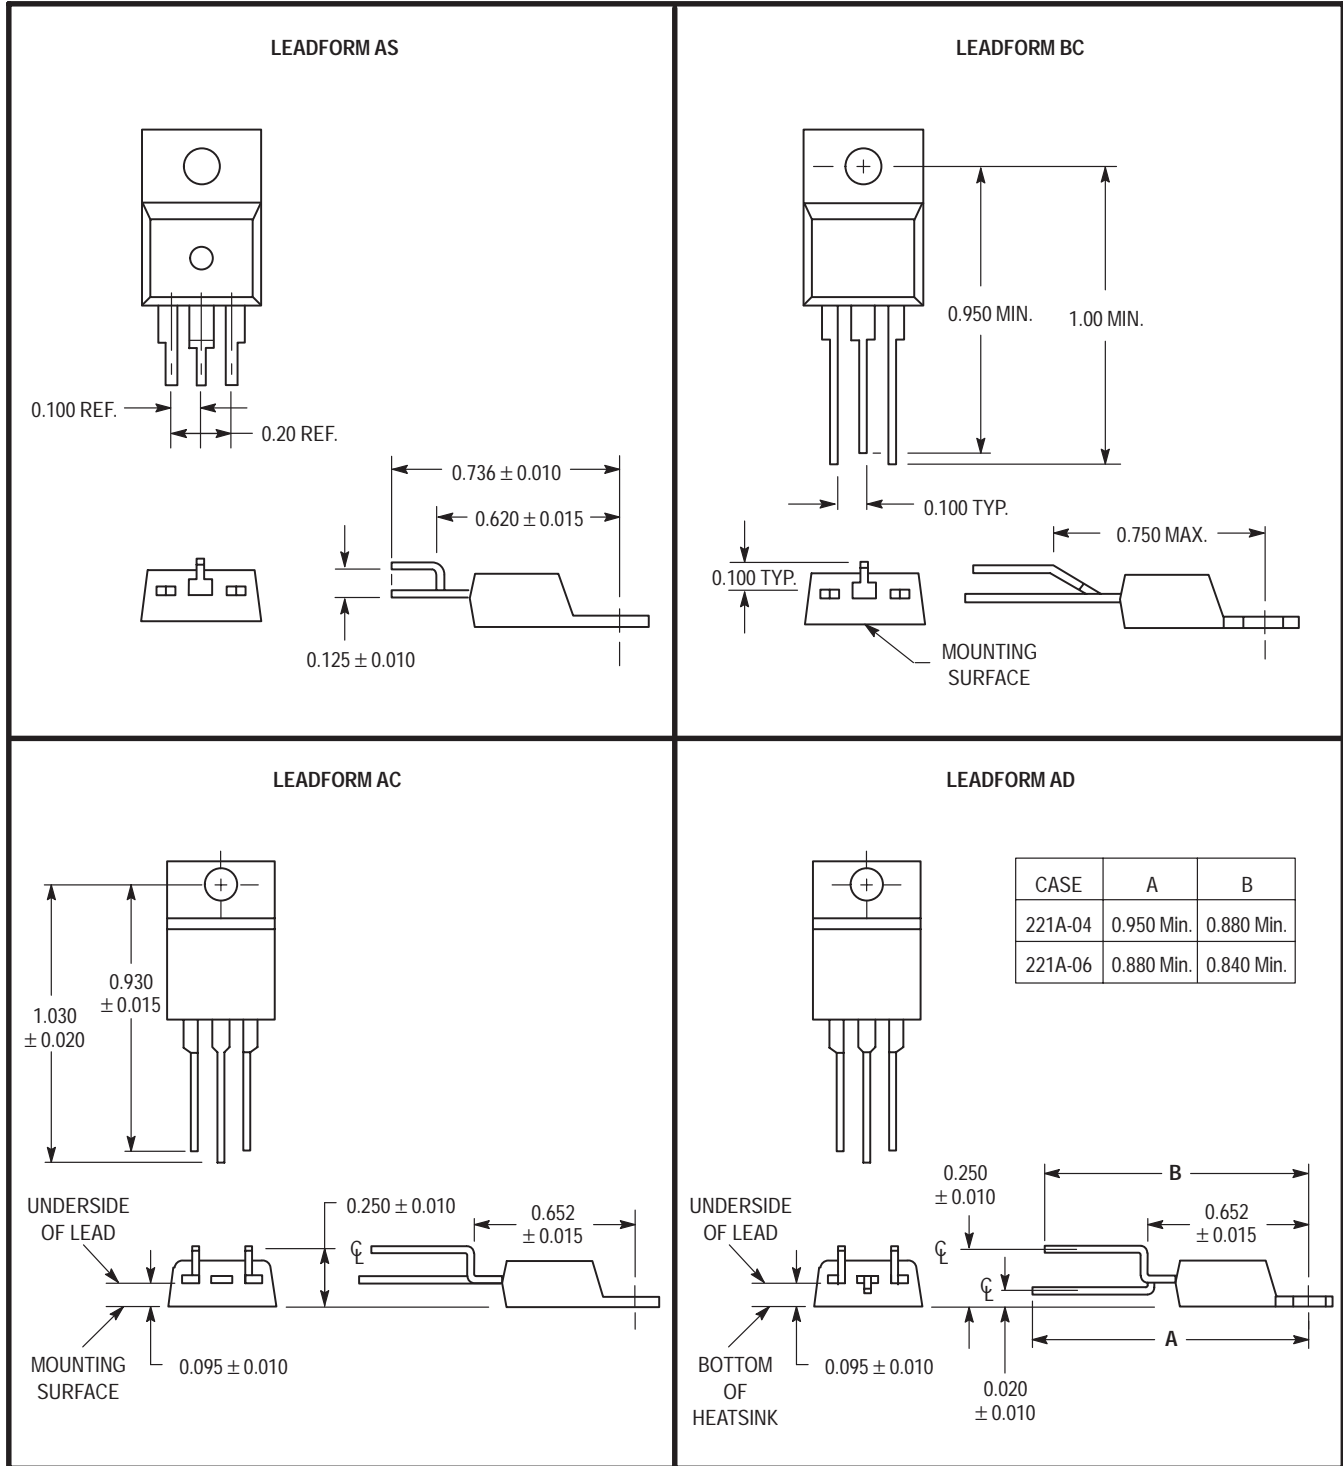 LEADFORM AS
0.100 REF.
0.20 REF.
0.736 ± 0.010
0.620 ± 0.015
0.125 ± 0.010
LEADFORM BC
0.950 MIN.
1.00 MIN.
0.100 TYP.
0.750 MAX.
0.100 TYP.
MOUNTING
SURFACE
LEADFORM AC
0.930
± 0.015
1.030
± 0.020
UNDERSIDE
OF LEAD
0.250 ± 0.010
0.652
± 0.015
CL
MOUNTING
SURFACE
0.095 ± 0.010
LEADFORM AD
CASE A B
221A-04 0.950 Min. 0.880 Min.
221A-06 0.880 Min. 0.840 Min.
0.250
± 0.010
B
UNDERSIDE
OF LEAD
0.652
± 0.015
CL
CL
A
BOTTOM
OF
HEATSINK
0.095 ± 0.010
0.020
± 0.010